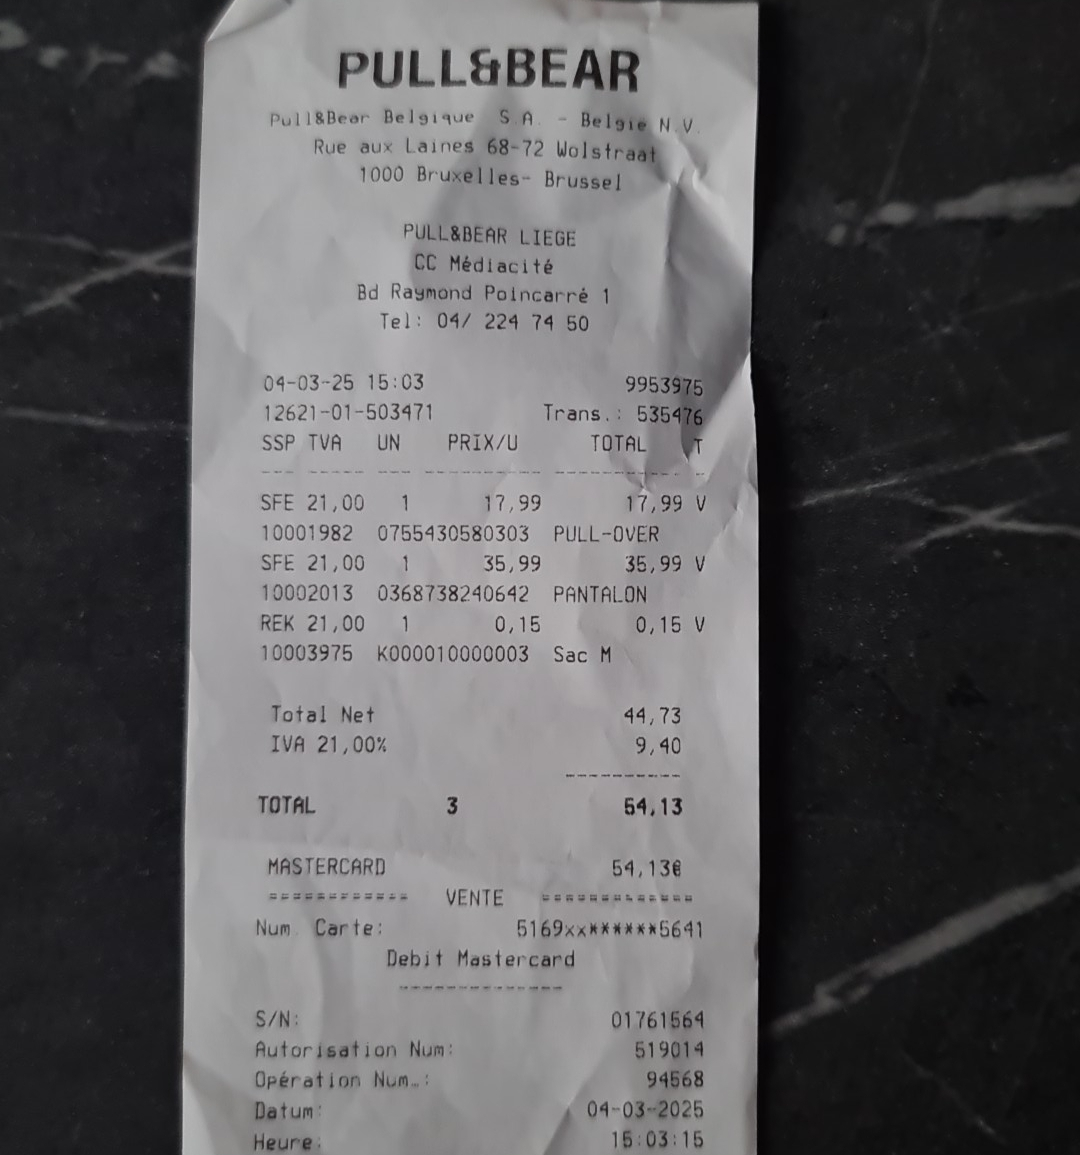 PULL&BEAR
Pull&Bear Belgique S.A. - Belgie N.V.
Rue aux Laines 68-72 Wolstraat
1000 Bruxelles- Brussel
PULL&BEAR LIEGE
CC Médiacité
Bd Raymond Poincarré 1
Tel: 04/ 224 74 50
04-03-25 15:03 9953975
12621-01-503471 Trans.: 535476
SSP TVA UN PRIX/U TOTAL T
--- ----- --- ---------- ----------- -
SFE 21,00 1 17,99 17,99 V
10001982 0755430580303 PULL-OVER
SFE 21,00 1 35,99 35,99 V
10002013 0368738240642 PANTALON
REK 21,00 1 0,15 0,15 V
10003975 K000010000003 Sac M
Total Net 44,73
IVA 21,00% 9,40
----------
TOTAL 3 54,13
MASTERCARD 54,13€
============ VENTE =============
Num. Carte: 5169xx******5641
Debit Mastercard
--------------
S/N: 01761564
Autorisation Num: 519014
Opération Num.: 94568
Datum: 04-03-2025
Heure: 15:03:15